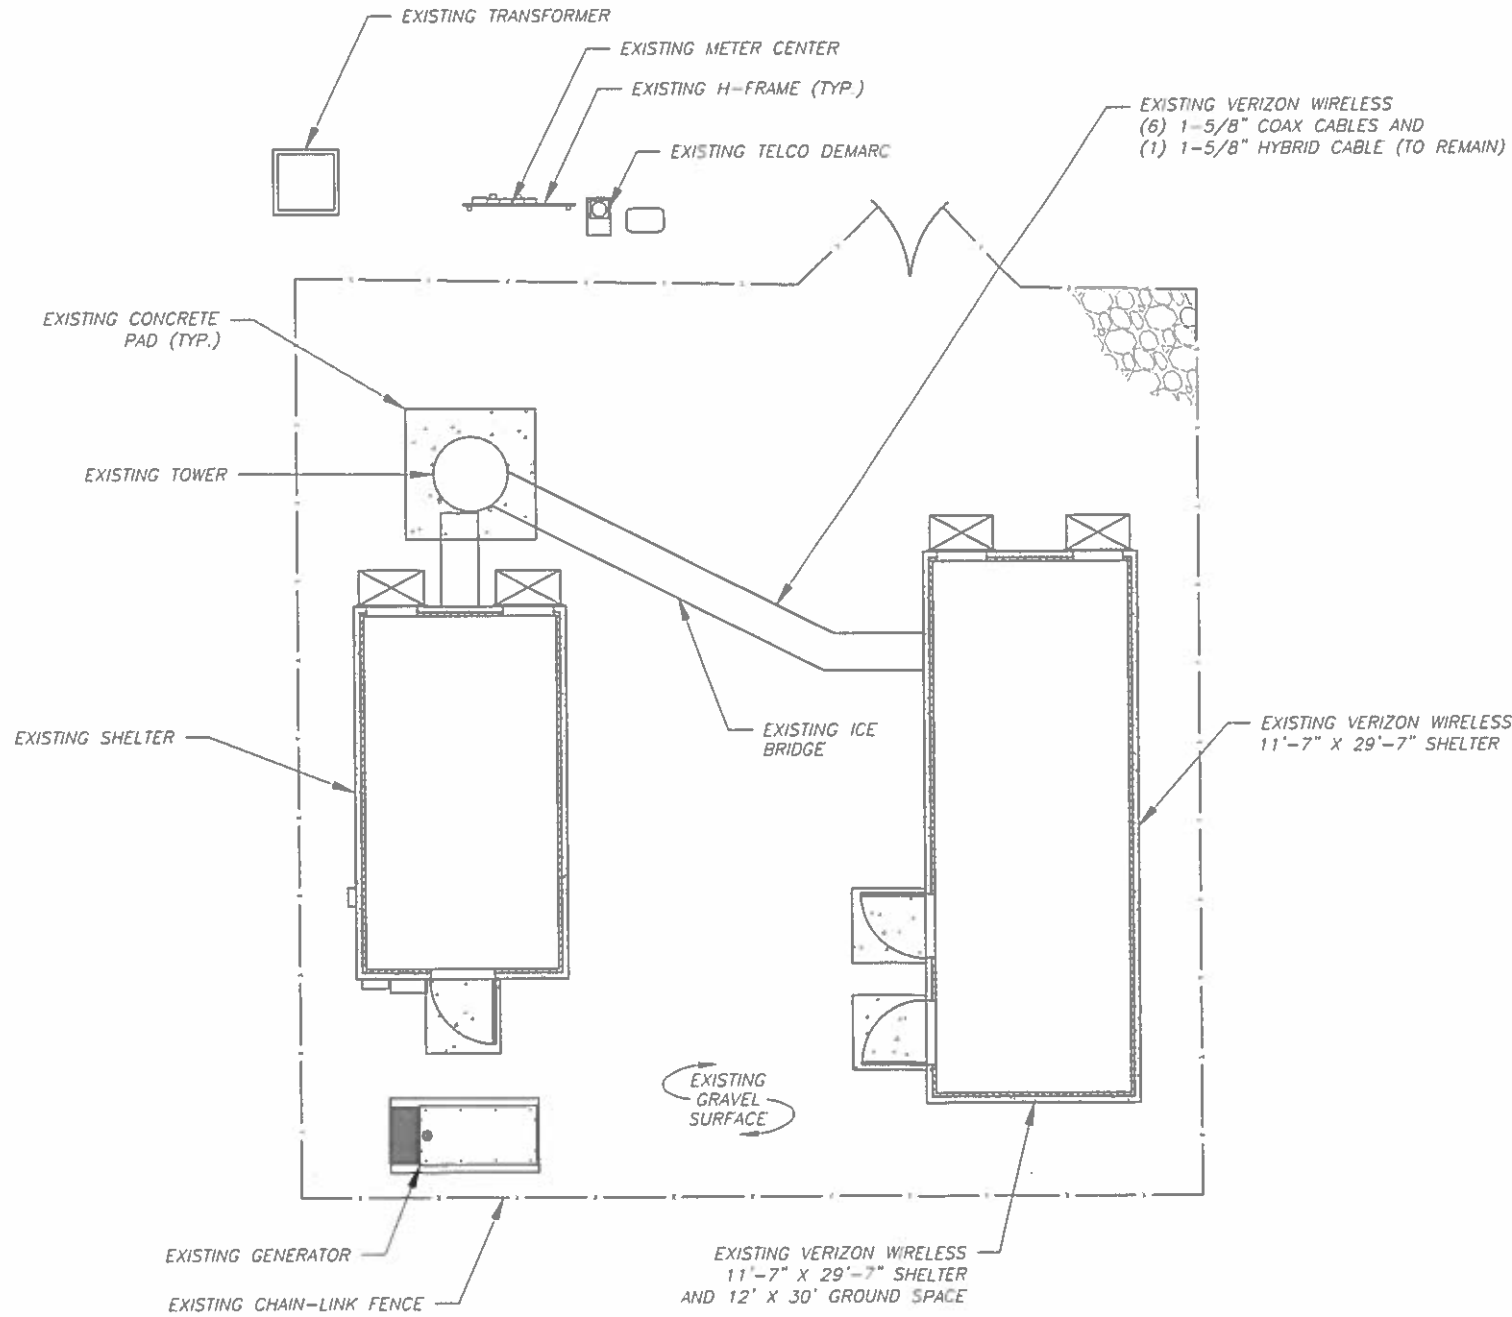 EXISTING TRANSFORMER
EXISTING METER CENTER
EXISTING H-FRAME (TYP.)
EXISTING TELCO DEMARC
EXISTING VERIZON WIRELESS
(6) 1-5/8" COAX CABLES AND
(1) 1-5/8" HYBRID CABLE (TO REMAIN)
EXISTING CONCRETE
PAD (TYP.)
EXISTING TOWER
EXISTING SHELTER
EXISTING ICE
BRIDGE
EXISTING VERIZON WIRELESS
11'-7" X 29'-7" SHELTER
EXISTING
GRAVEL
SURFACE
EXISTING GENERATOR
EXISTING CHAIN-LINK FENCE
EXISTING VERIZON WIRELESS
11'-7" X 29'-7" SHELTER
AND 12' X 30' GROUND SPACE